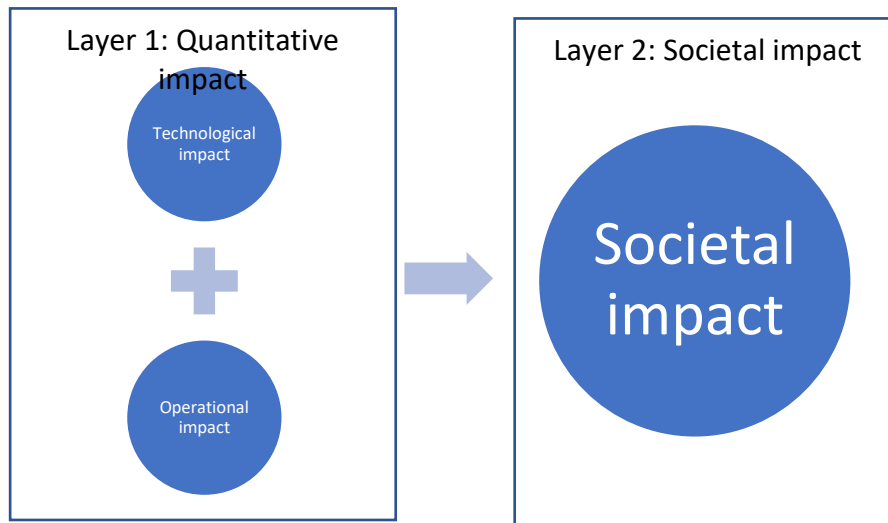 Layer 1: Quantitative
impact
Technological
impact
Operational
impact
Layer 2: Societal impact
Societal
impact